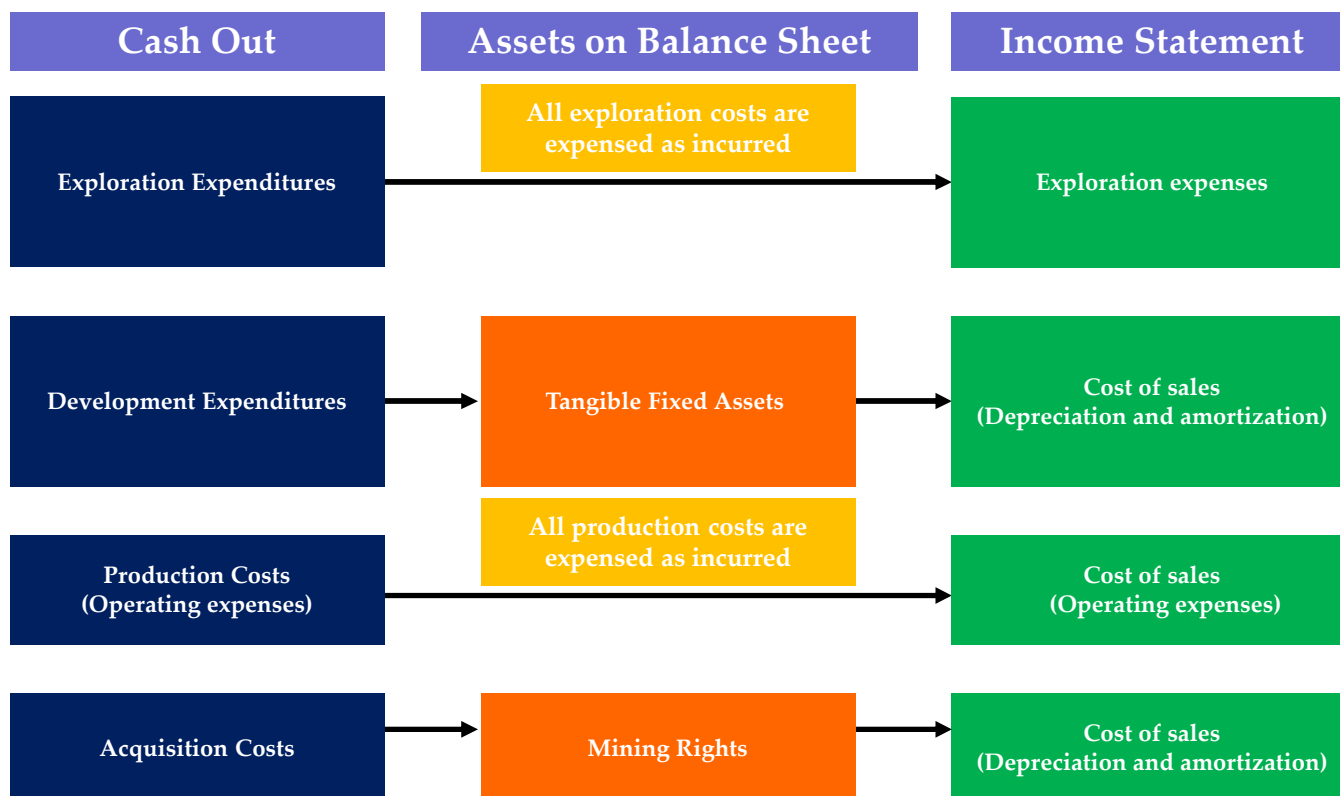 Cash Out
Assets on Balance Sheet
Income Statement
All exploration costs are
expensed as incurred
Exploration Expenditures
Exploration expenses
Development Expenditures
Tangible Fixed Assets
Cost of sales
(Depreciation and amortization)
All production costs are
expensed as incurred
Production Costs
(Operating expenses)
Cost of sales
(Operating expenses)
Acquisition Costs
Mining Rights
Cost of sales
(Depreciation and amortization)